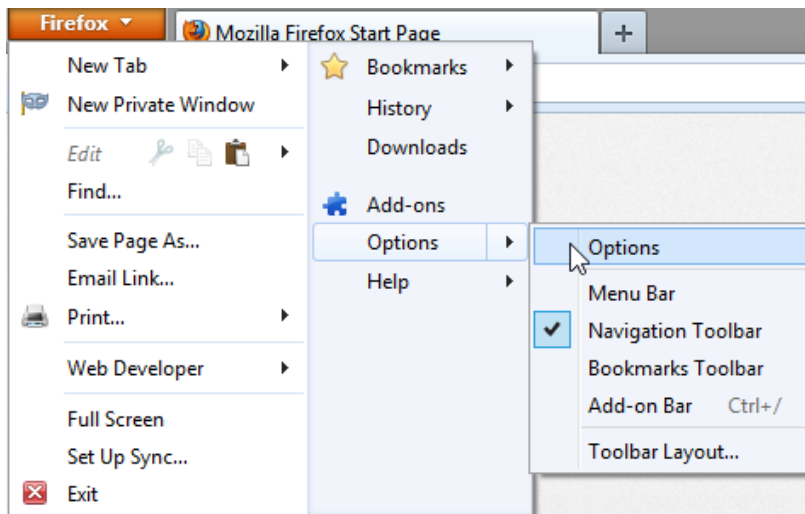 Firefox
Mozilla Firefox Start Page
+
New Tab
New Private Window
Edit
Find...
Save Page As...
Email Link...
Print...
Web Developer
Full Screen
Set Up Sync...
Exit
Bookmarks
History
Downloads
Add-ons
Options
Help
Options
Menu Bar
Navigation Toolbar
Bookmarks Toolbar
Add-on Bar Ctrl+/
Toolbar Layout...